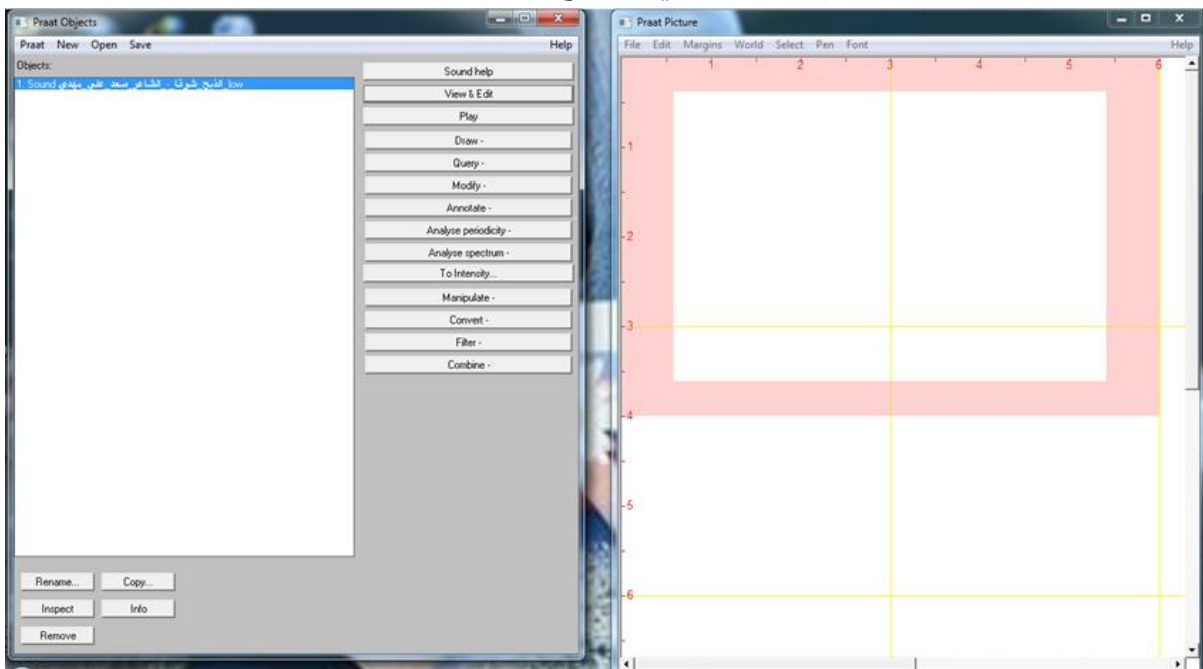 Praat Objects
Praat New Open Save Help
Objects:
1. Sound الذبح_شوقا_-_الشاعر_سعد_علي_مهدي_low
Sound help
View & Edit
Play
Draw -
Query -
Modify -
Annotate -
Analyse periodicity -
Analyse spectrum -
To Intensity...
Manipulate -
Convert -
Filter -
Combine -
Rename... Copy...
Inspect Info
Remove
Praat Picture
File Edit Margins World Select Pen Font Help
1 2 3 4 5 6
-1
-2
-3
-4
-5
-6